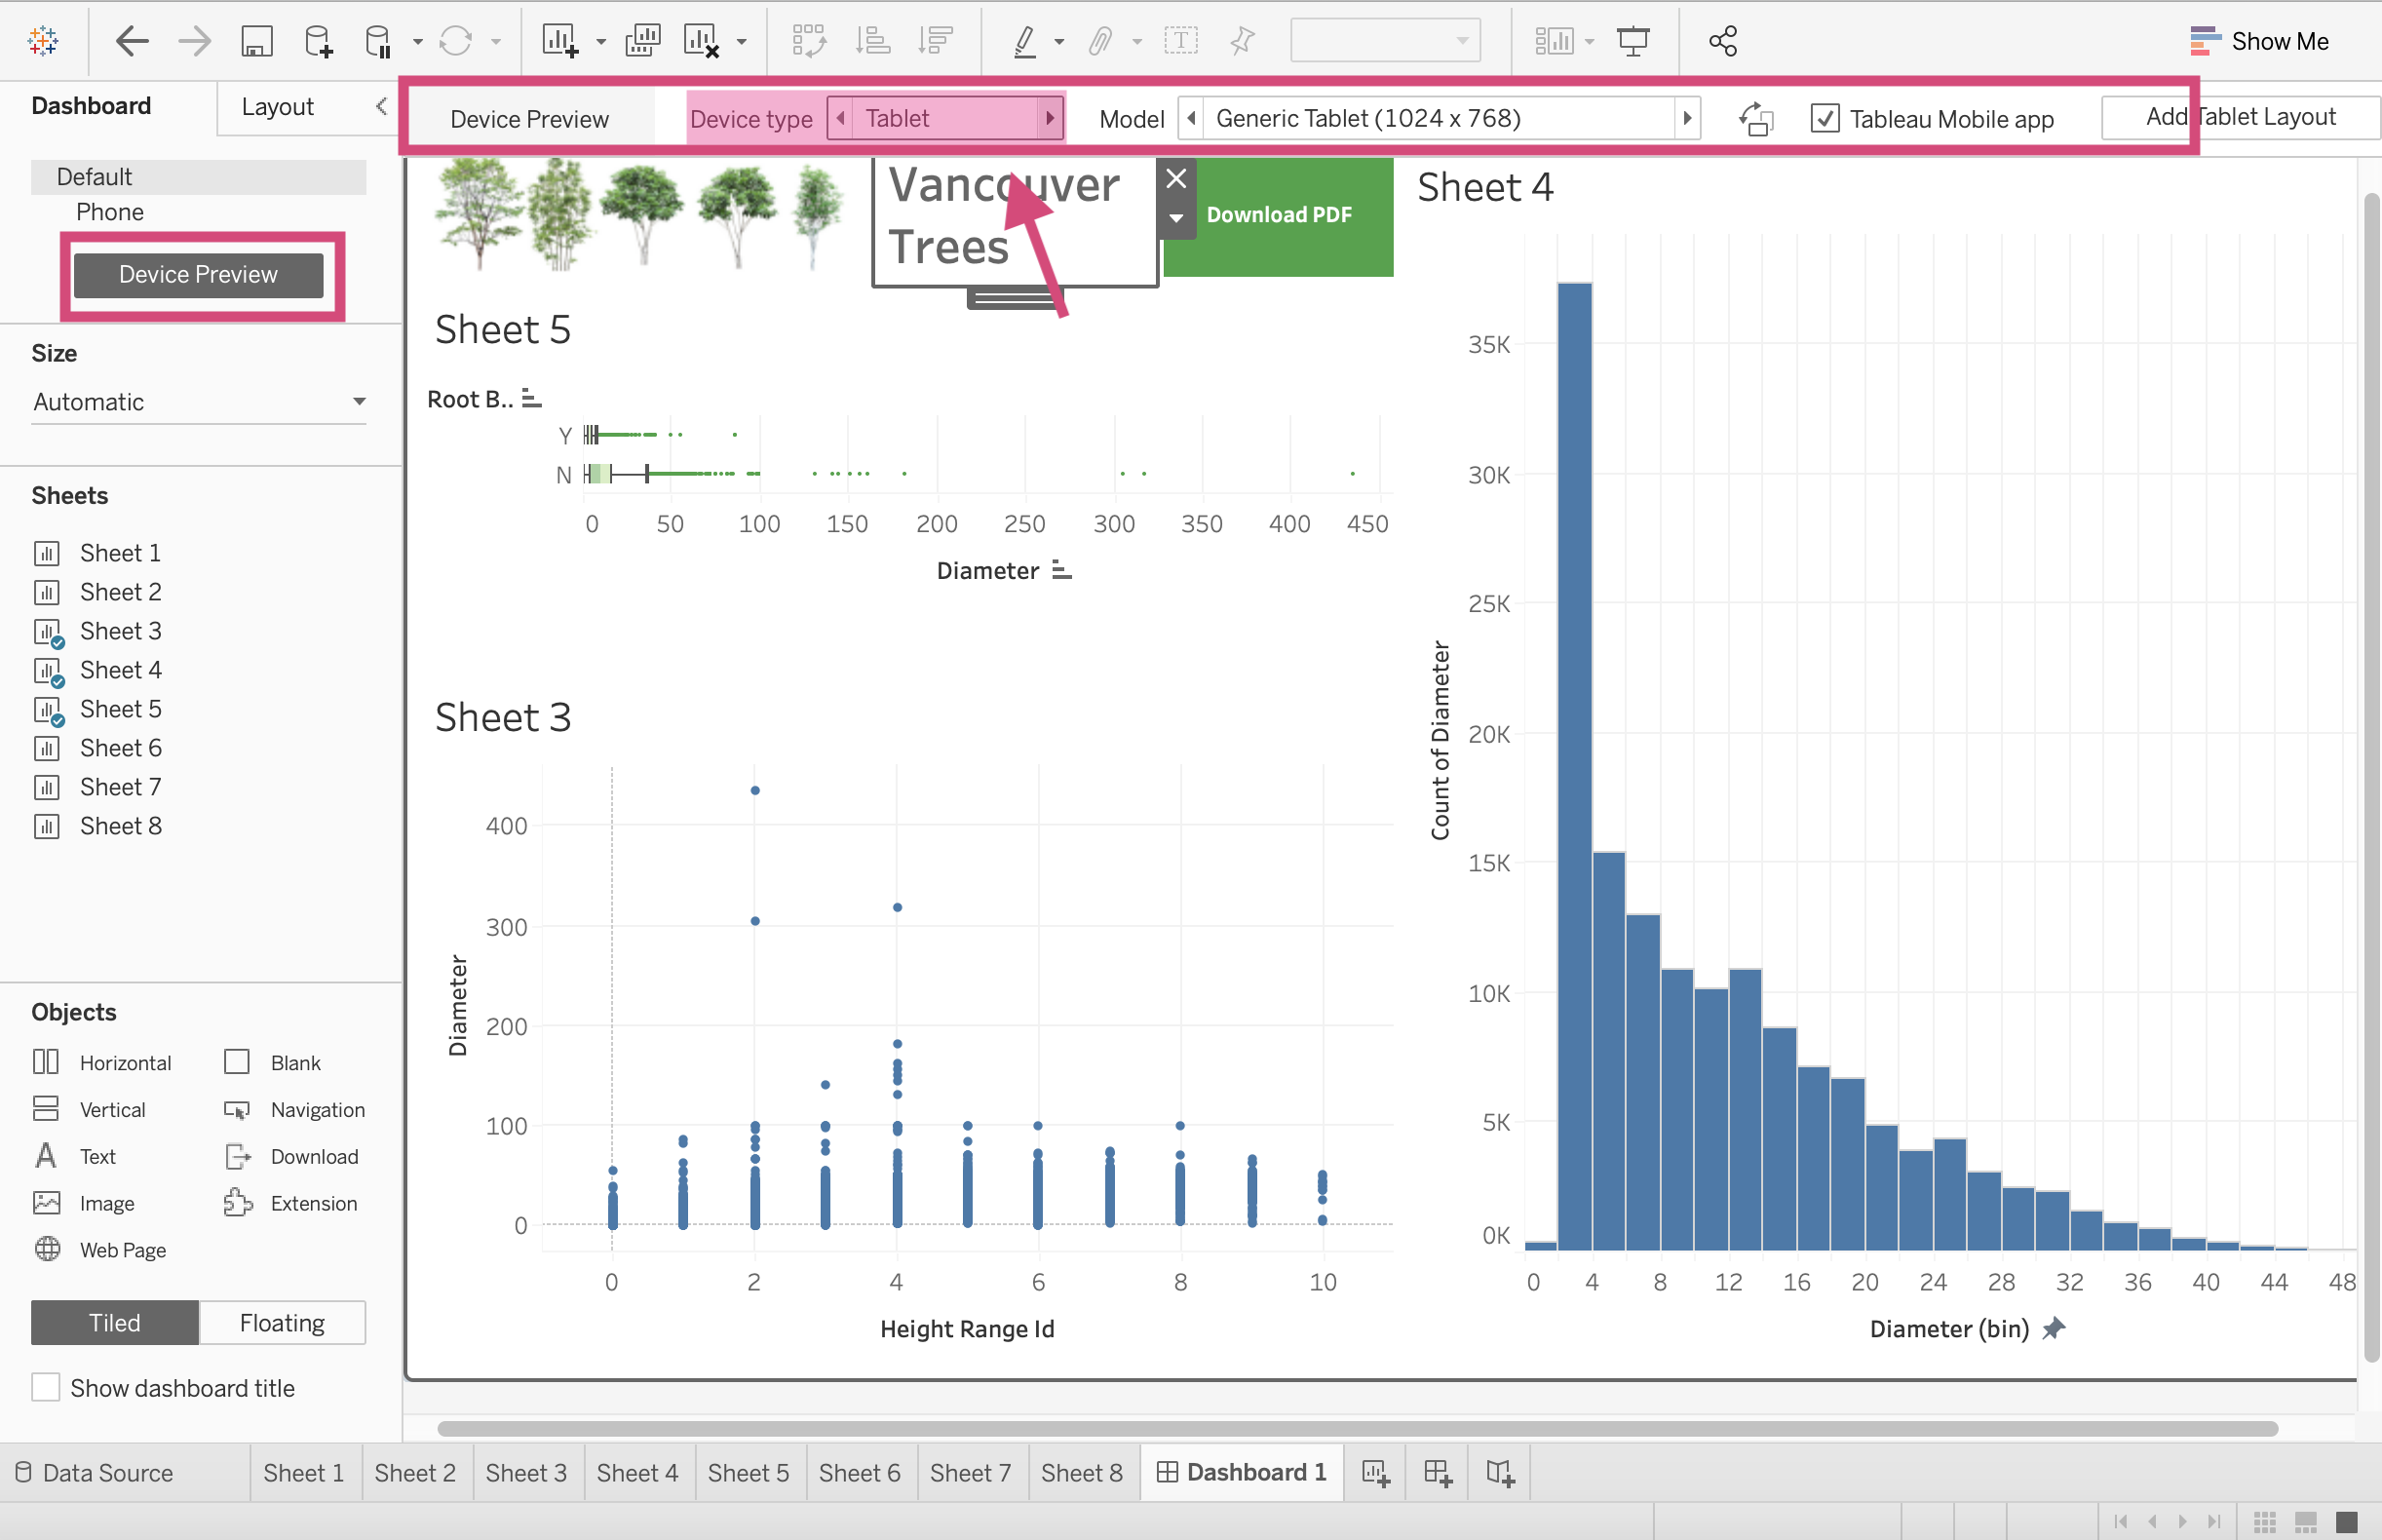 Show Me
Dashboard
Layout
Device Preview
Device type
Tablet
Model
Generic Tablet (1024 x 768)
Tableau Mobile app
Add Tablet Layout
Default
Phone
Device Preview
Size
Automatic
Sheets
Sheet 1
Sheet 2
Sheet 3
Sheet 4
Sheet 5
Sheet 6
Sheet 7
Sheet 8
Objects
Horizontal
Blank
Vertical
Navigation
Text
Download
Image
Extension
Web Page
Tiled
Floating
Show dashboard title
Vancouver
Trees
Download PDF
Sheet 5
Root B..
Y
N
0 50 100 150 200 250 300 350 400 450
Diameter
Sheet 3
400
300
200
100
0
Diameter
0 2 4 6 8 10
Height Range Id
Sheet 4
35K
30K
25K
20K
15K
10K
5K
0K
Count of Diameter
0 4 8 12 16 20 24 28 32 36 40 44 48
Diameter (bin)
Data Source
Sheet 1
Sheet 2
Sheet 3
Sheet 4
Sheet 5
Sheet 6
Sheet 7
Sheet 8
Dashboard 1